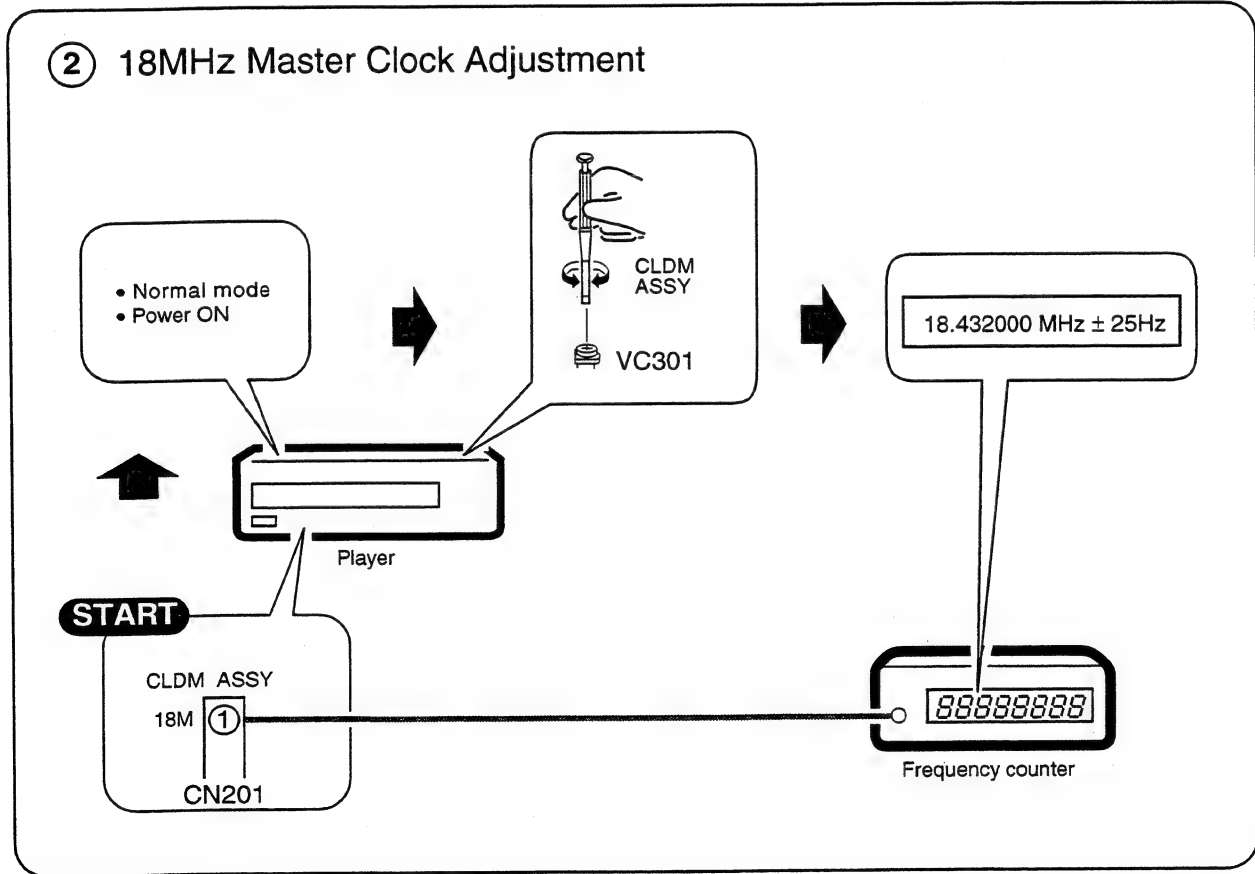 ② 18MHz Master Clock Adjustment
• Normal mode
• Power ON
CLDM
ASSY
VC301
18.432000 MHz ± 25Hz
Player
START
CLDM ASSY
18M ①
CN201
88888888
Frequency counter